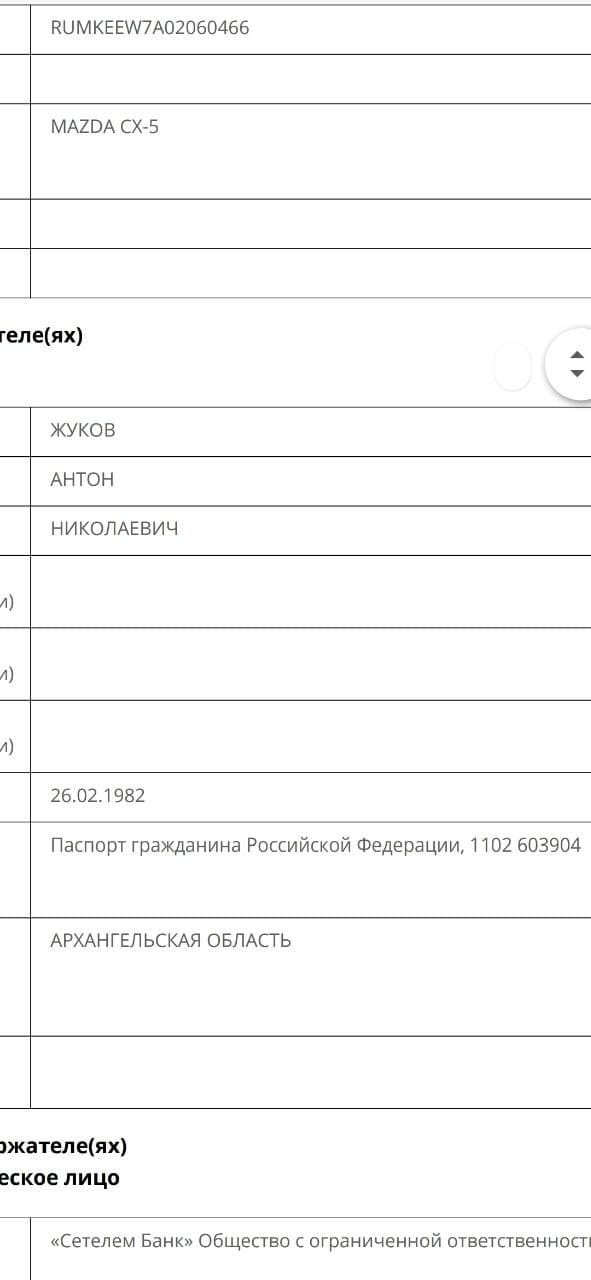 RUMKEEW7A02060466
MAZDA CX-5
теле(ях)
ЖУКОВ
АНТОН
НИКОЛАЕВИЧ
и)
и)
и)
26.02.1982
Паспорт гражданина Российской Федерации, 1102 603904
АРХАНГЕЛЬСКАЯ ОБЛАСТЬ
ржателе(ях)
еское лицо
«Сетелем Банк» Общество с ограниченной ответственност